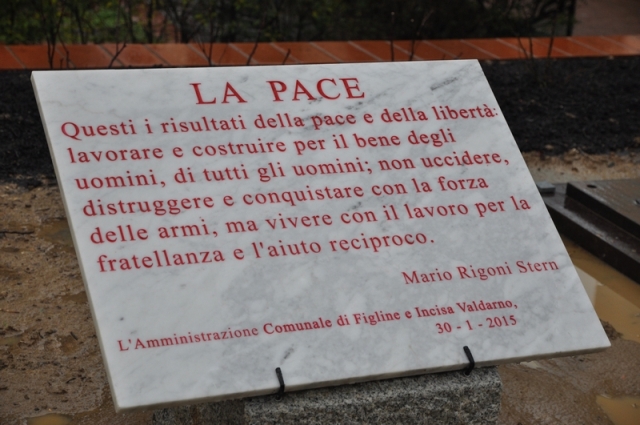 LA PACE
Questi i risultati della pace e della libertà:
lavorare e costruire per il bene degli
uomini, di tutti gli uomini; non uccidere,
distruggere e conquistare con la forza
delle armi, ma vivere con il lavoro per la
fratellanza e l'aiuto reciproco.
Mario Rigoni Stern
L'Amministrazione Comunale di Figline e Incisa Valdarno,
30 - 1 - 2015